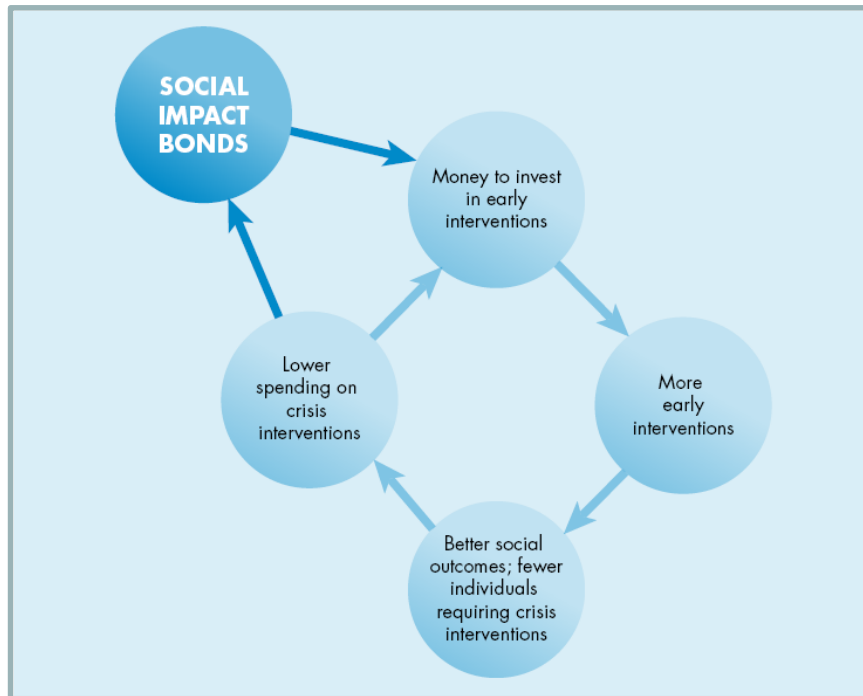 SOCIAL
IMPACT
BONDS
Money to invest
in early
interventions
Lower
spending on
crisis
interventions
More
early
interventions
Better social
outcomes; fewer
individuals
requiring crisis
interventions